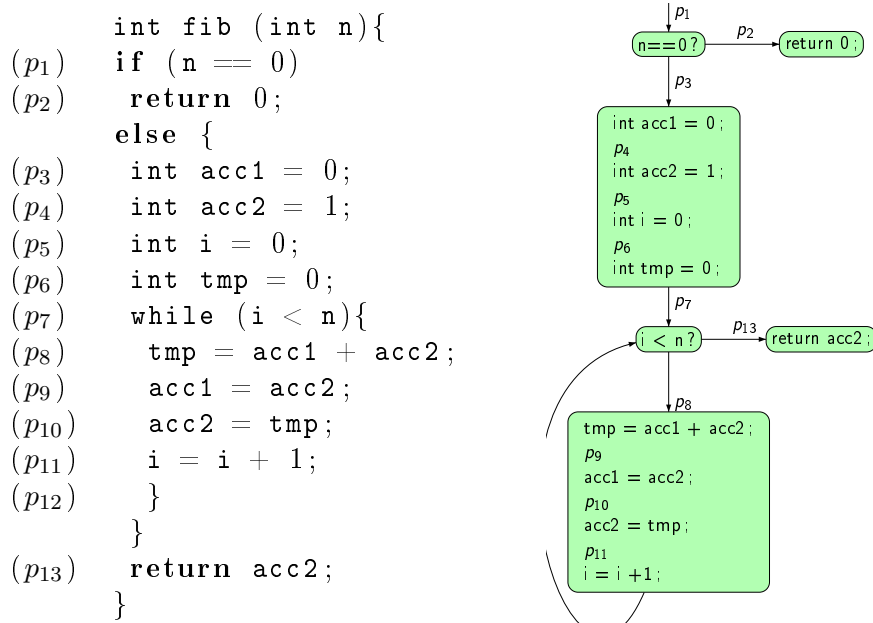 int fib (int n){
(p1) if (n == 0)
(p2) return 0;
else {
(p3) int acc1 = 0;
(p4) int acc2 = 1;
(p5) int i = 0;
(p6) int tmp = 0;
(p7) while (i < n){
(p8) tmp = acc1 + acc2;
(p9) acc1 = acc2;
(p10) acc2 = tmp;
(p11) i = i + 1;
(p12) }
}
(p13) return acc2;
}
p1
n==0?
p2
return 0;
p3
int acc1 = 0;
p4
int acc2 = 1;
p5
int i = 0;
p6
int tmp = 0;
p7
i < n?
p13
return acc2;
p8
tmp = acc1 + acc2;
p9
acc1 = acc2;
p10
acc2 = tmp;
p11
i = i +1;